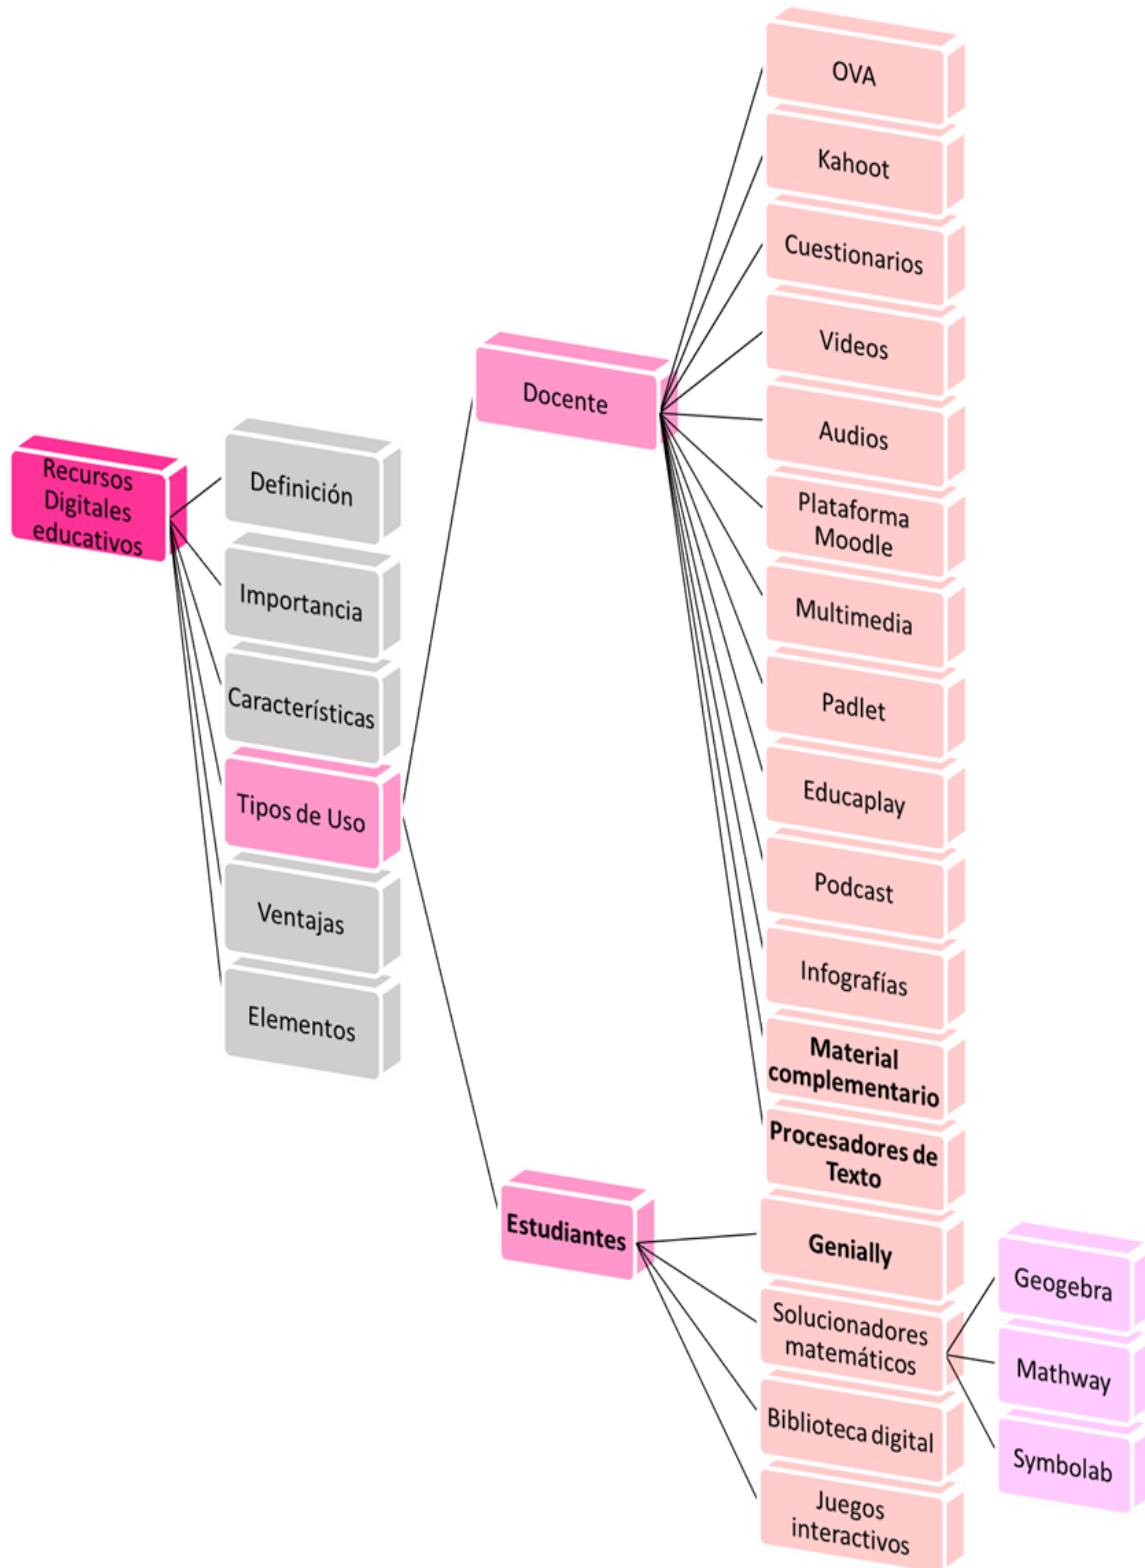 Recursos
Digitales
educativos
Definición
Importancia
Características
Tipos de Uso
Ventajas
Elementos
Docente
Estudiantes
OVA
Kahoot
Cuestionarios
Videos
Audios
Plataforma
Moodle
Multimedia
Padlet
Educaplay
Podcast
Infografías
Material
complementario
Procesadores de
Texto
Genially
Solucionadores
matemáticos
Biblioteca digital
Juegos
interactivos
Geogebra
Mathway
Symbolab